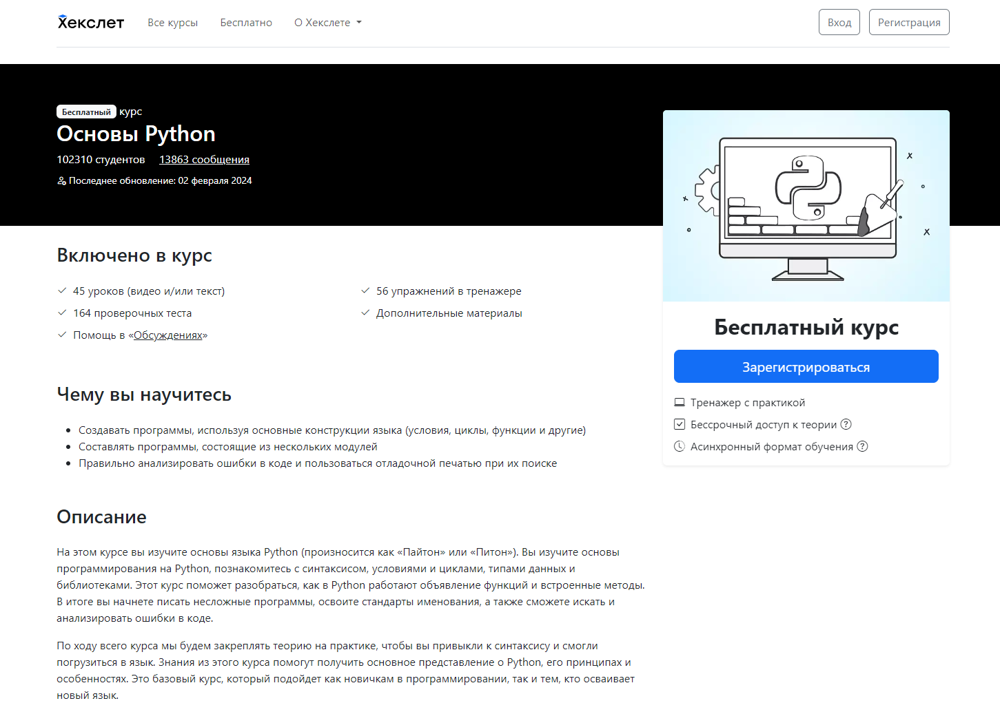 Хекслет
Все курсы
Бесплатно
О Хекслете
Вход
Регистрация
Бесплатный курс
Основы Python
102310 студентов 13863 сообщения
Последнее обновление: 02 февраля 2024
Включено в курс
45 уроков (видео и/или текст)
56 упражнений в тренажере
164 проверочных теста
Дополнительные материалы
Помощь в «Обсуждениях»
Чему вы научитесь
Создавать программы, используя основные конструкции языка (условия, циклы, функции и другие)
Составлять программы, состоящие из нескольких модулей
Правильно анализировать ошибки в коде и пользоваться отладочной печатью при их поиске
Описание
На этом курсе вы изучите основы языка Python (произносится как «Пайтон» или «Питон»). Вы изучите основы
программирования на Python, познакомитесь с синтаксисом, условиями и циклами, типами данных и
библиотеками. Этот курс поможет разобраться, как в Python работают объявление функций и встроенные методы.
В итоге вы начнете писать несложные программы, освоите стандарты именования, а также сможете искать и
анализировать ошибки в коде.
По ходу всего курса мы будем закреплять теорию на практике, чтобы вы привыкли к синтаксису и смогли
погрузиться в язык. Знания из этого курса помогут получить основное представление о Python, его принципах и
особенностях. Это базовый курс, который подойдет как новичкам в программировании, так и тем, кто осваивает
новый язык.
Бесплатный курс
Зарегистрироваться
Тренажер с практикой
Бессрочный доступ к теории
Асинхронный формат обучения